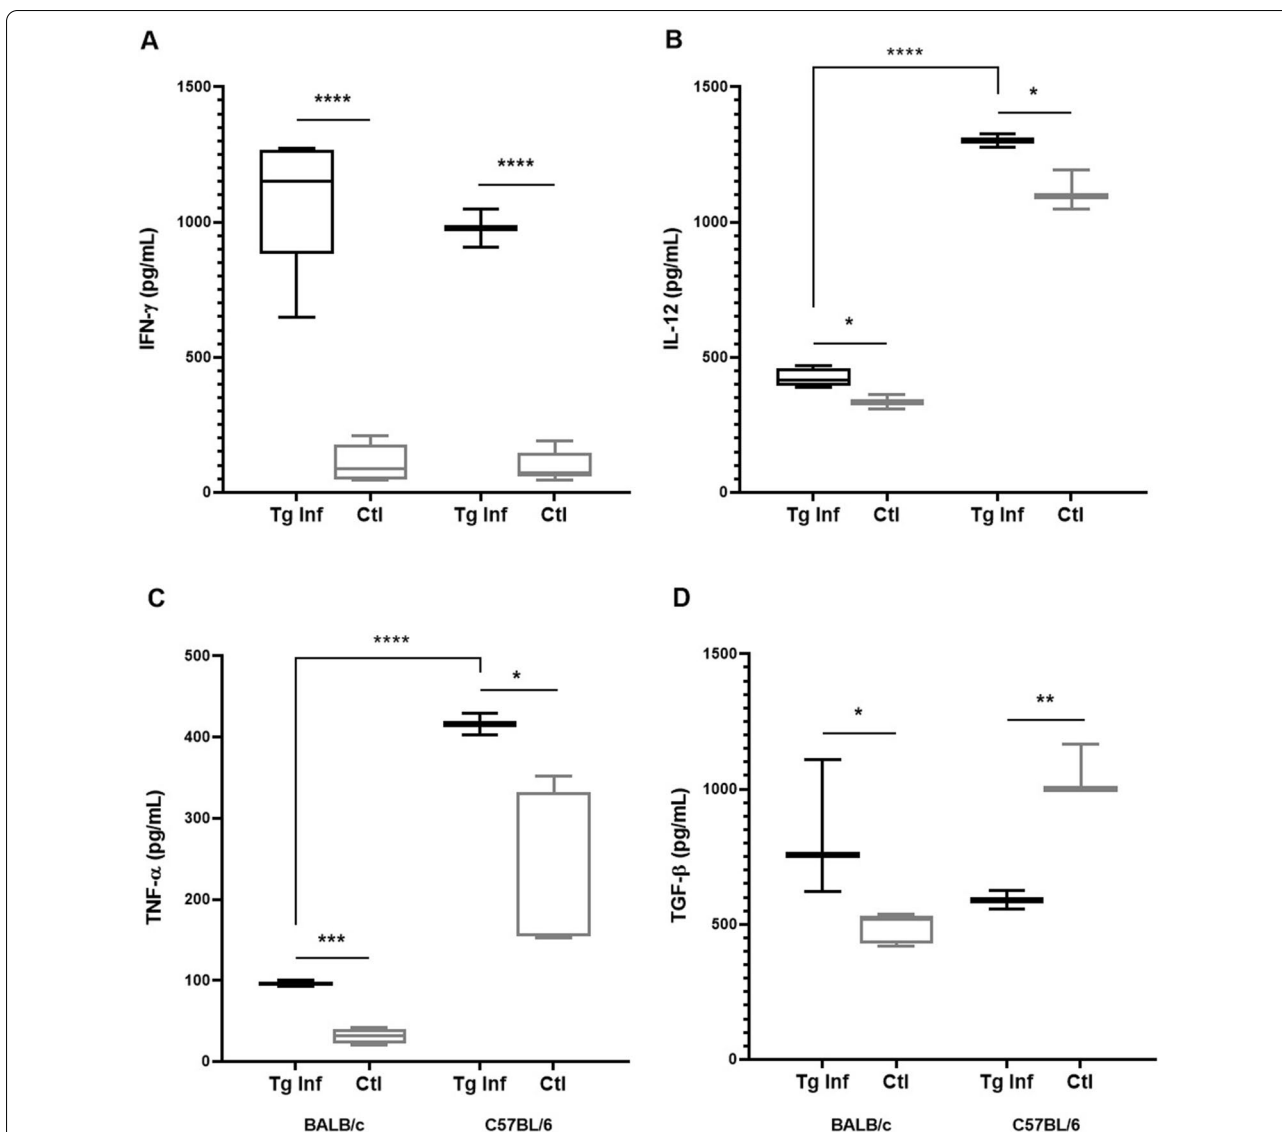 A
IFN-γ (pg/mL)
1500
1000
500
0
****
****
Tg Inf Ctl Tg Inf Ctl
B
IL-12 (pg/mL)
1500
1000
500
0
****
*
*
Tg Inf Ctl Tg Inf Ctl
C
TNF-α (pg/mL)
500
400
300
200
100
0
****
*
***
Tg Inf Ctl Tg Inf Ctl
BALB/c C57BL/6
D
TGF-β (pg/mL)
1500
1000
500
0
*
**
Tg Inf Ctl Tg Inf Ctl
BALB/c C57BL/6